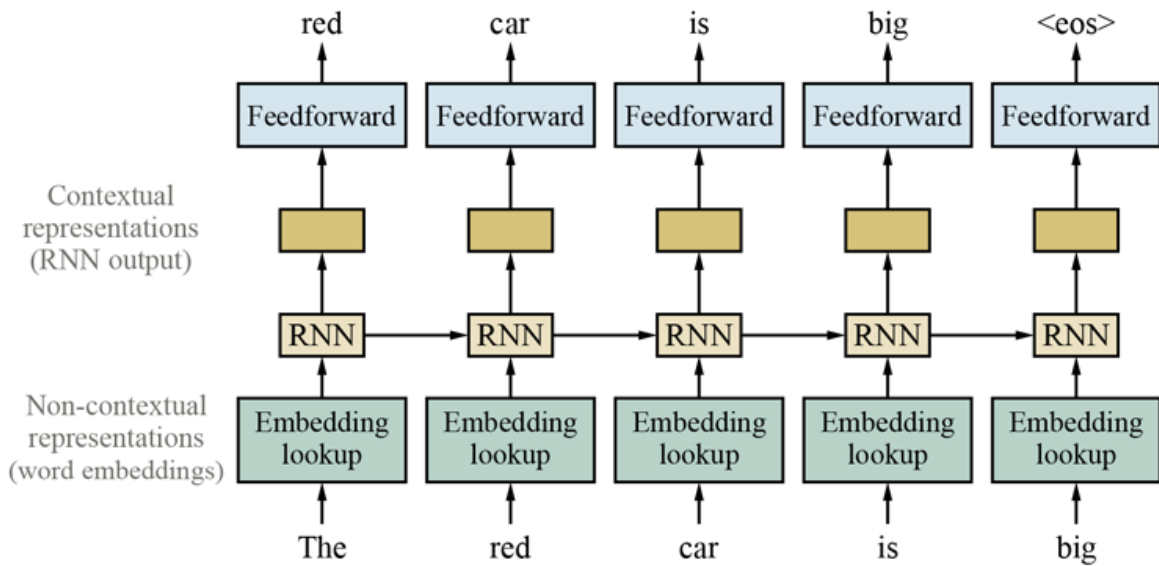 red car is big <eos>
Feedforward Feedforward Feedforward Feedforward Feedforward
Contextual
representations
(RNN output)
RNN RNN RNN RNN RNN
Non-contextual
representations
(word embeddings)
Embedding Embedding Embedding Embedding Embedding
lookup lookup lookup lookup lookup
The red car is big